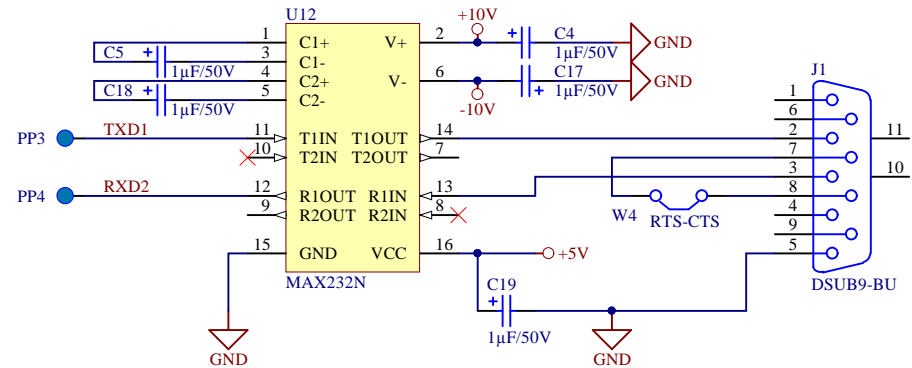 U12
+10V
1 C1+ V+ 2 + C4 GND
C5 + 3 C1- 1µF/50V
1µF/50V 4 C2+ V- 6 C17 GND
C18 + 5 C2- + 1µF/50V
1µF/50V -10V
J1
1
6
PP3 TXD1 11 T1IN T1OUT 14 2 11
10 T2IN T2OUT 7 7
3 10
PP4 RXD2 12 R1OUT R1IN 13 8
9 R2OUT R2IN 8 W4 RTS-CTS 4
9
15 GND VCC 16 +5V 5
MAX232N DSUB9-BU
C19
+
1µF/50V
GND GND